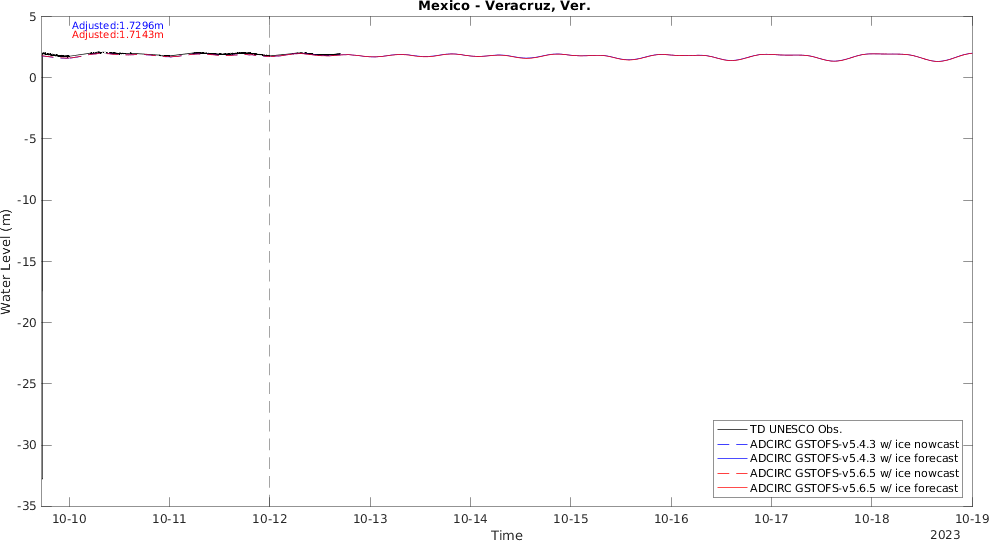 Mexico - Veracruz, Ver.
Adjusted:1.7296m
Adjusted:1.7143m
Water Level (m)
5
0
-5
-10
-15
-20
-25
-30
-35
TD UNESCO Obs.
ADCIRC GSTOFS-v5.4.3 w/ ice nowcast
ADCIRC GSTOFS-v5.4.3 w/ ice forecast
ADCIRC GSTOFS-v5.6.5 w/ ice nowcast
ADCIRC GSTOFS-v5.6.5 w/ ice forecast
10-10 10-11 10-12 10-13 10-14 10-15 10-16 10-17 10-18 10-19
Time
2023